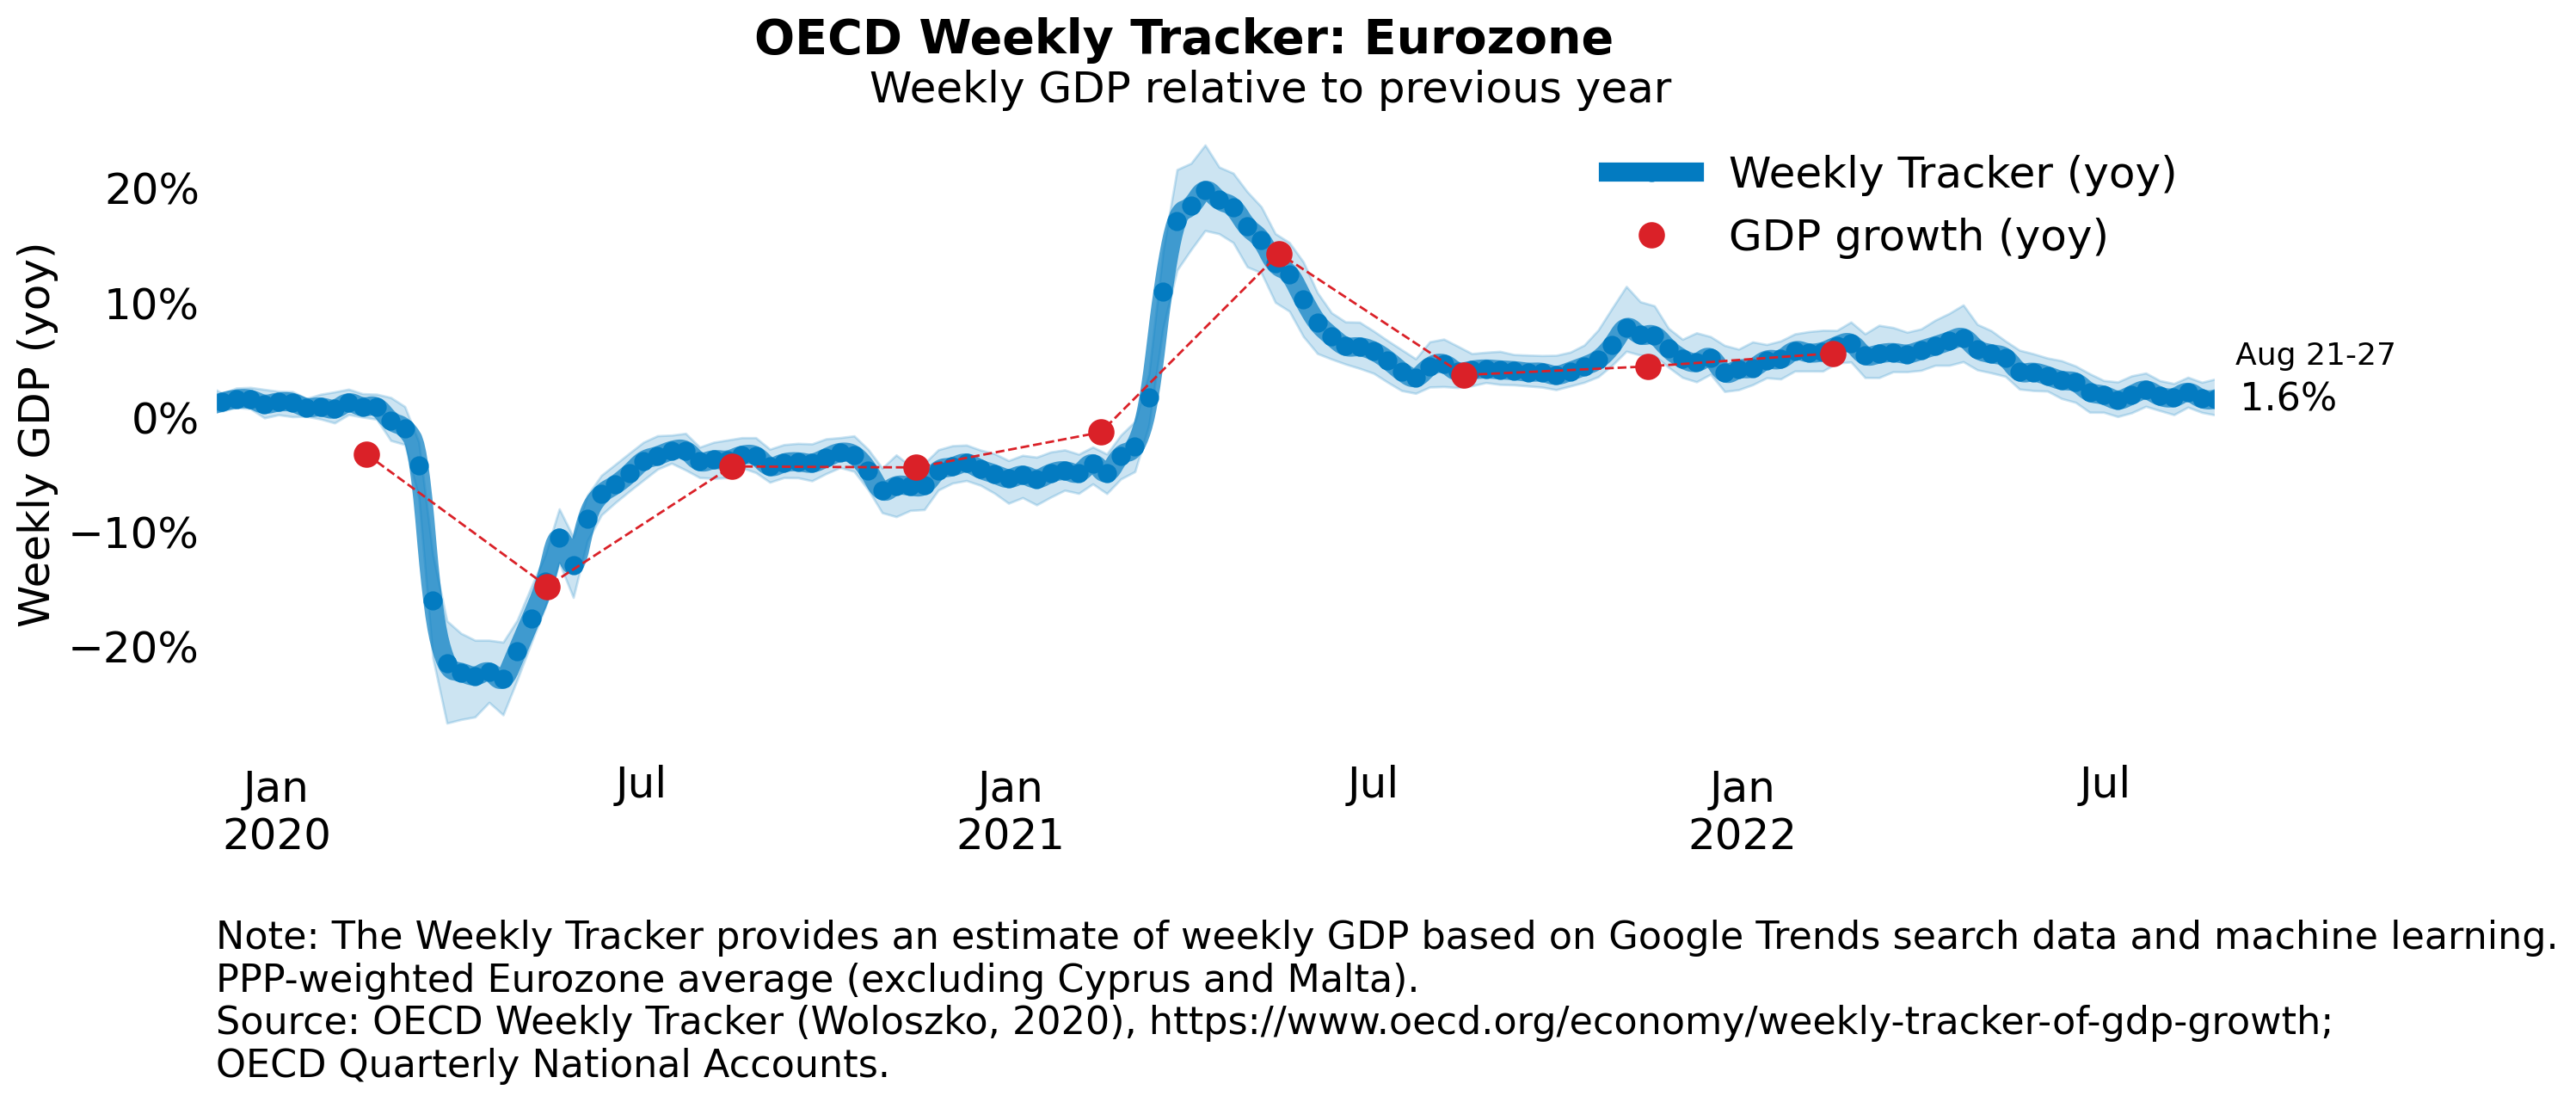 OECD Weekly Tracker: Eurozone
Weekly GDP relative to previous year
Weekly Tracker (yoy)
GDP growth (yoy)
Weekly GDP (yoy)
20%
10%
0%
−10%
−20%
Aug 21-27
1.6%
Jan
2020
Jul
Jan
2021
Jul
Jan
2022
Jul
Note: The Weekly Tracker provides an estimate of weekly GDP based on Google Trends search data and machine learning.
PPP-weighted Eurozone average (excluding Cyprus and Malta).
Source: OECD Weekly Tracker (Woloszko, 2020), https://www.oecd.org/economy/weekly-tracker-of-gdp-growth;
OECD Quarterly National Accounts.